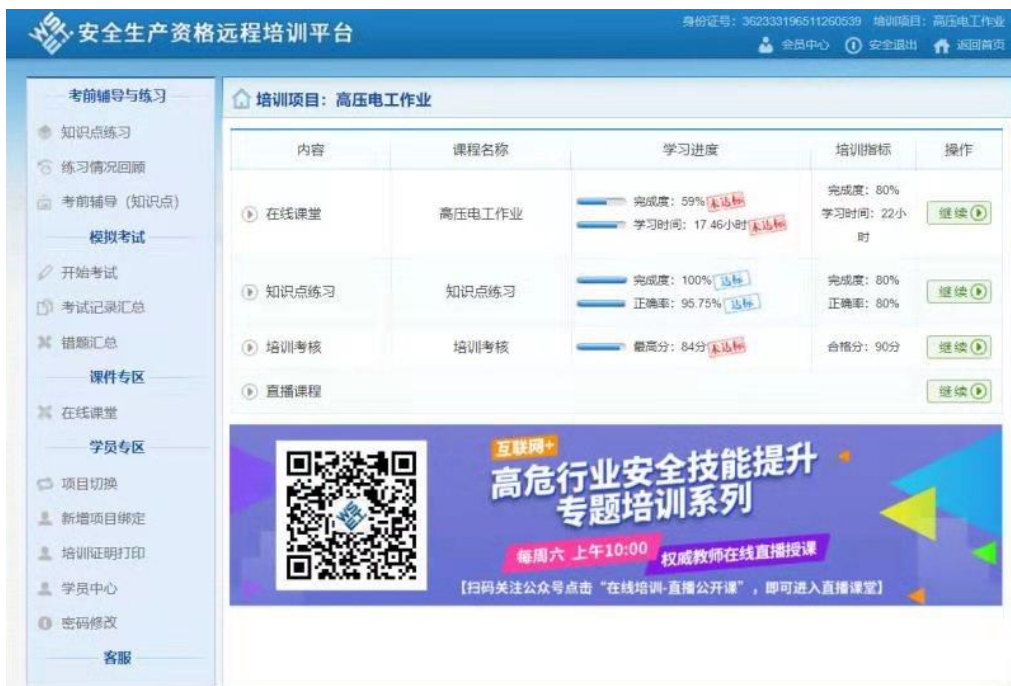 WSPX
安全生产资格远程培训平台
身份证号：362333196511260539 培训项目：高压电工作业
会员中心 安全退出 返回首页
考前辅导与练习
知识点练习
练习情况回顾
考前辅导（知识点）
模拟考试
开始考试
考试记录汇总
错题汇总
课件专区
在线课堂
学员专区
项目切换
新增项目绑定
培训证明打印
学员中心
密码修改
客服
培训项目：高压电工作业
内容 课程名称 学习进度 培训指标 操作
在线课堂 高压电工作业 完成度：59% 未达标 完成度：80% 继续
学习时间：17.46小时 未达标 学习时间：22小
时
知识点练习 知识点练习 完成度：100% 达标 完成度：80% 继续
正确率：95.75% 达标 正确率：80%
培训考核 培训考核 最高分：84分 未达标 合格分：90分 继续
直播课程 继续
互联网+
高危行业安全技能提升
专题培训系列
每周六 上午10:00 权威教师在线直播授课
【扫码关注公众号点击“在线培训-直播公开课”，即可进入直播课堂】